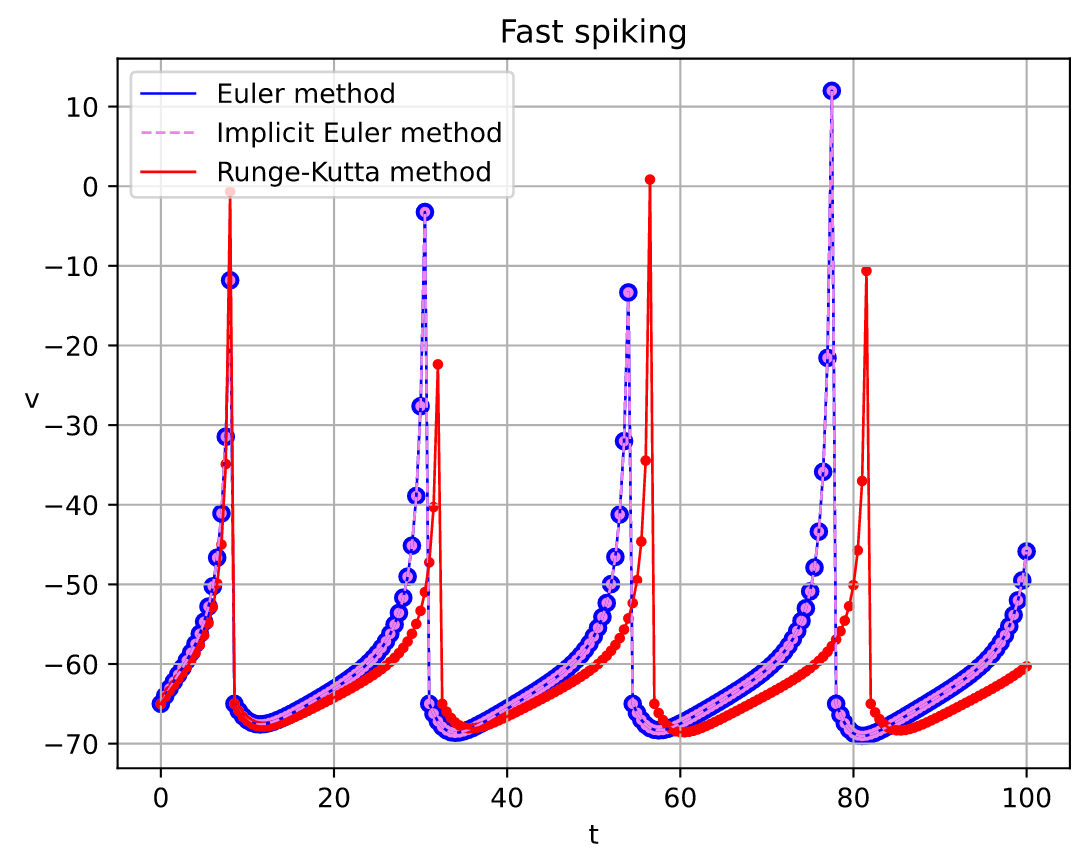 Fast spiking
Euler method
Implicit Euler method
Runge-Kutta method
10
0
−10
−20
−30
−40
−50
−60
−70
v
0 20 40 60 80 100
t